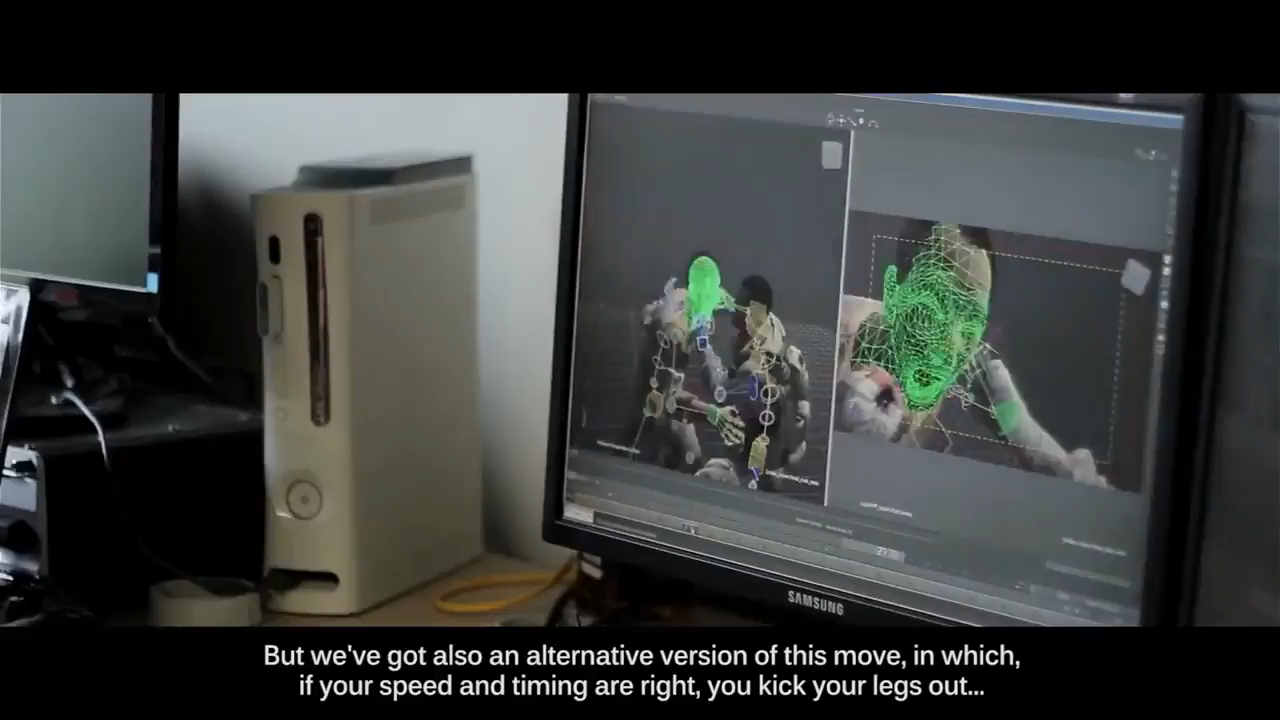 SAMSUNG
But we've got also an alternative version of this move, in which,
if your speed and timing are right, you kick your legs out...